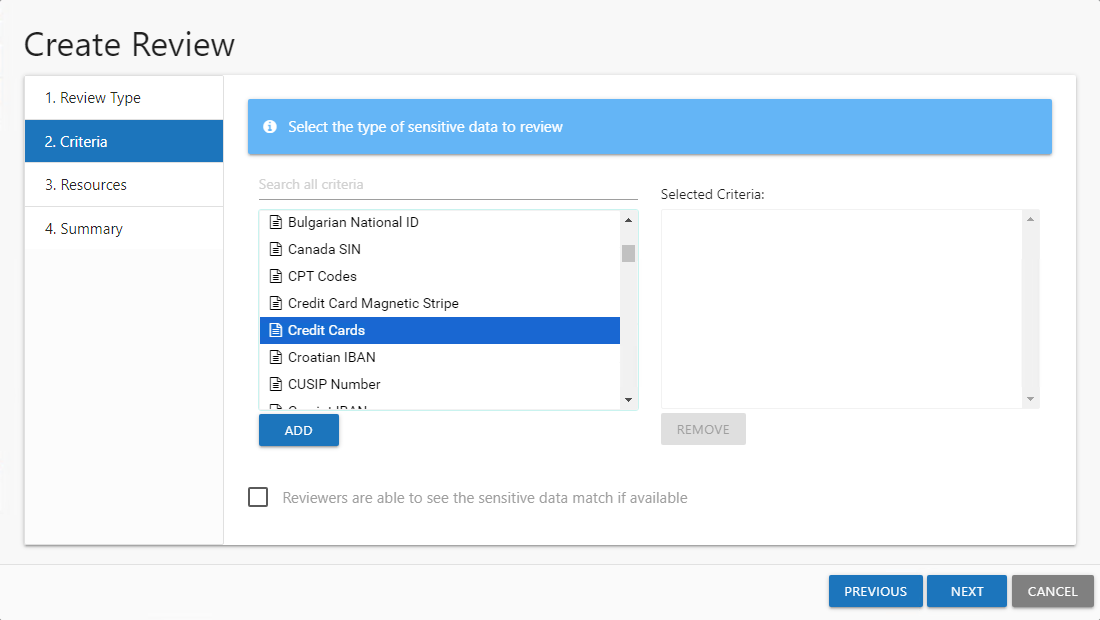 Create Review
1. Review Type
2. Criteria
3. Resources
4. Summary
Select the type of sensitive data to review
Search all criteria
Bulgarian National ID
Canada SIN
CPT Codes
Credit Card Magnetic Stripe
Credit Cards
Croatian IBAN
CUSIP Number
ADD
Selected Criteria:
REMOVE
Reviewers are able to see the sensitive data match if available
PREVIOUS
NEXT
CANCEL